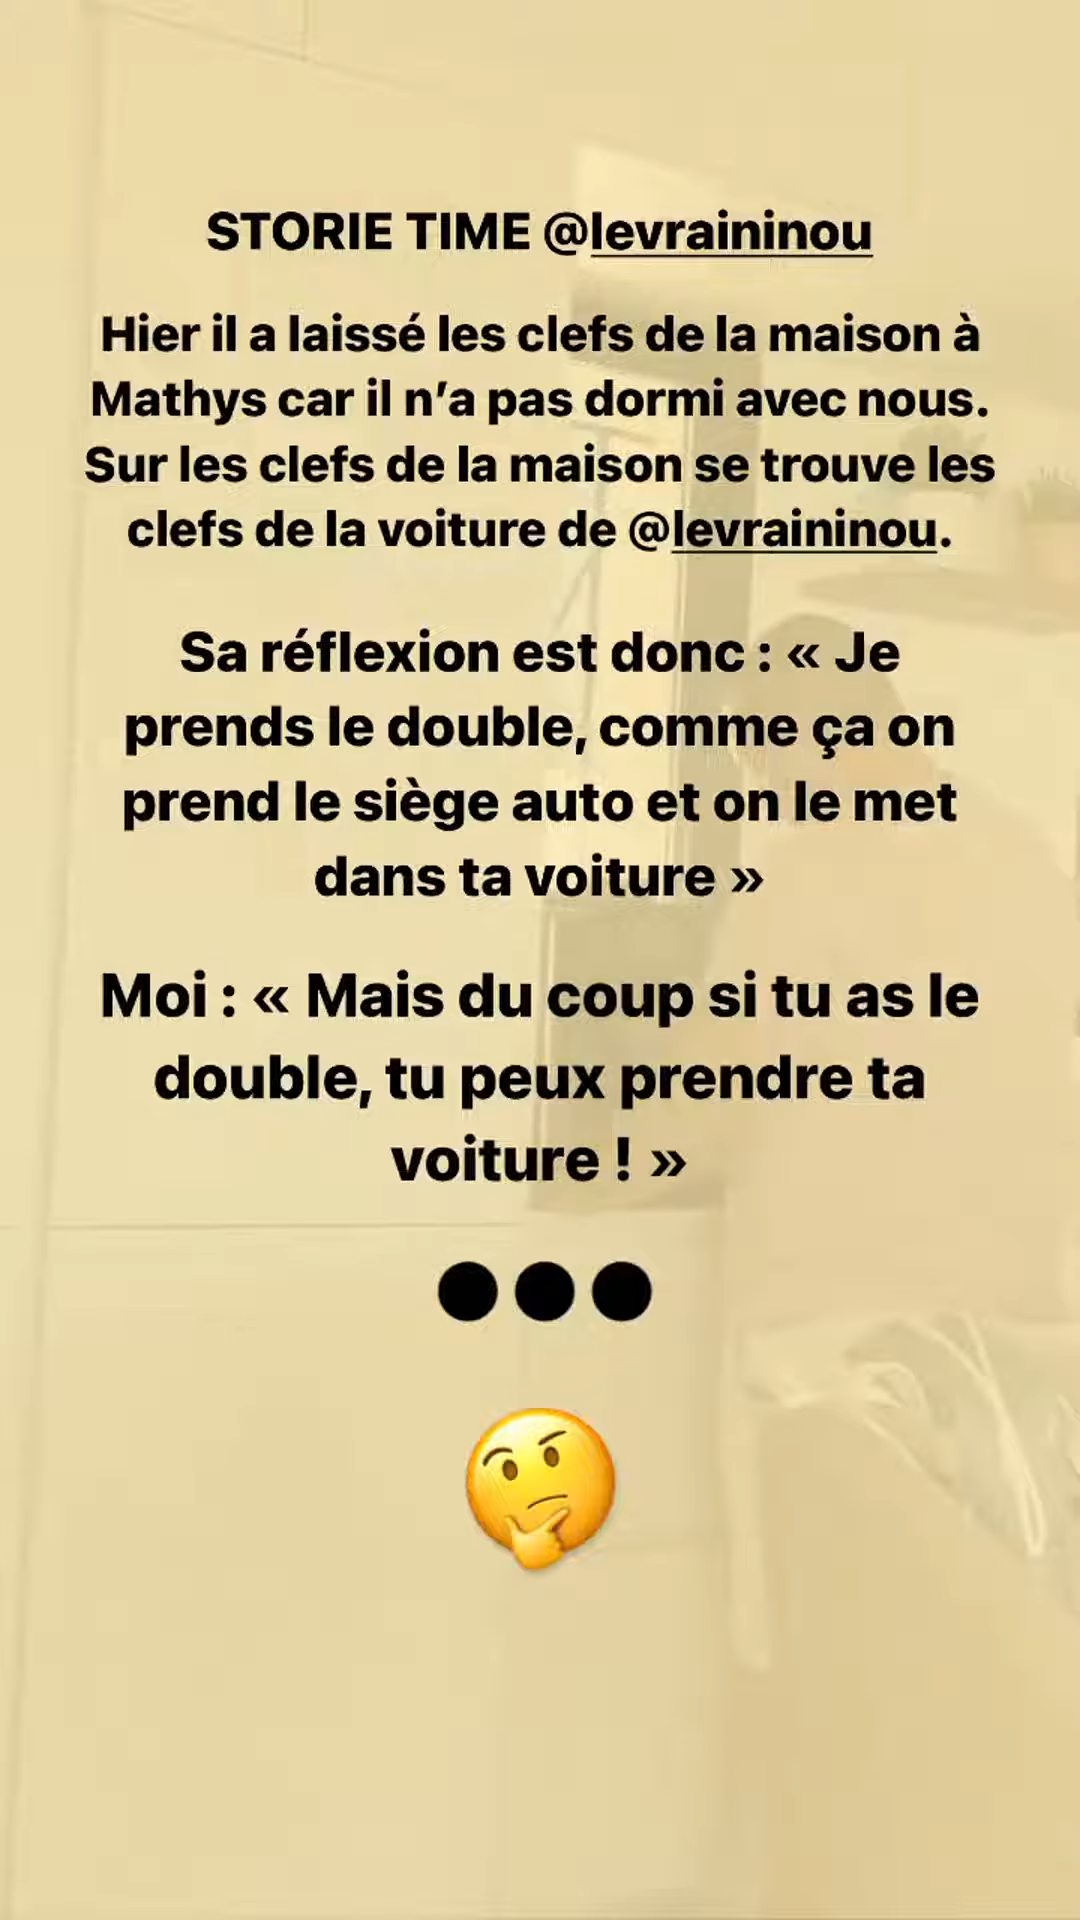 STORIE TIME @levraininou
Hier il a laissé les clefs de la maison à
Mathys car il n’a pas dormi avec nous.
Sur les clefs de la maison se trouve les
clefs de la voiture de @levraininou.
Sa réflexion est donc : « Je
prends le double, comme ça on
prend le siège auto et on le met
dans ta voiture »
Moi : « Mais du coup si tu as le
double, tu peux prendre ta
voiture ! »